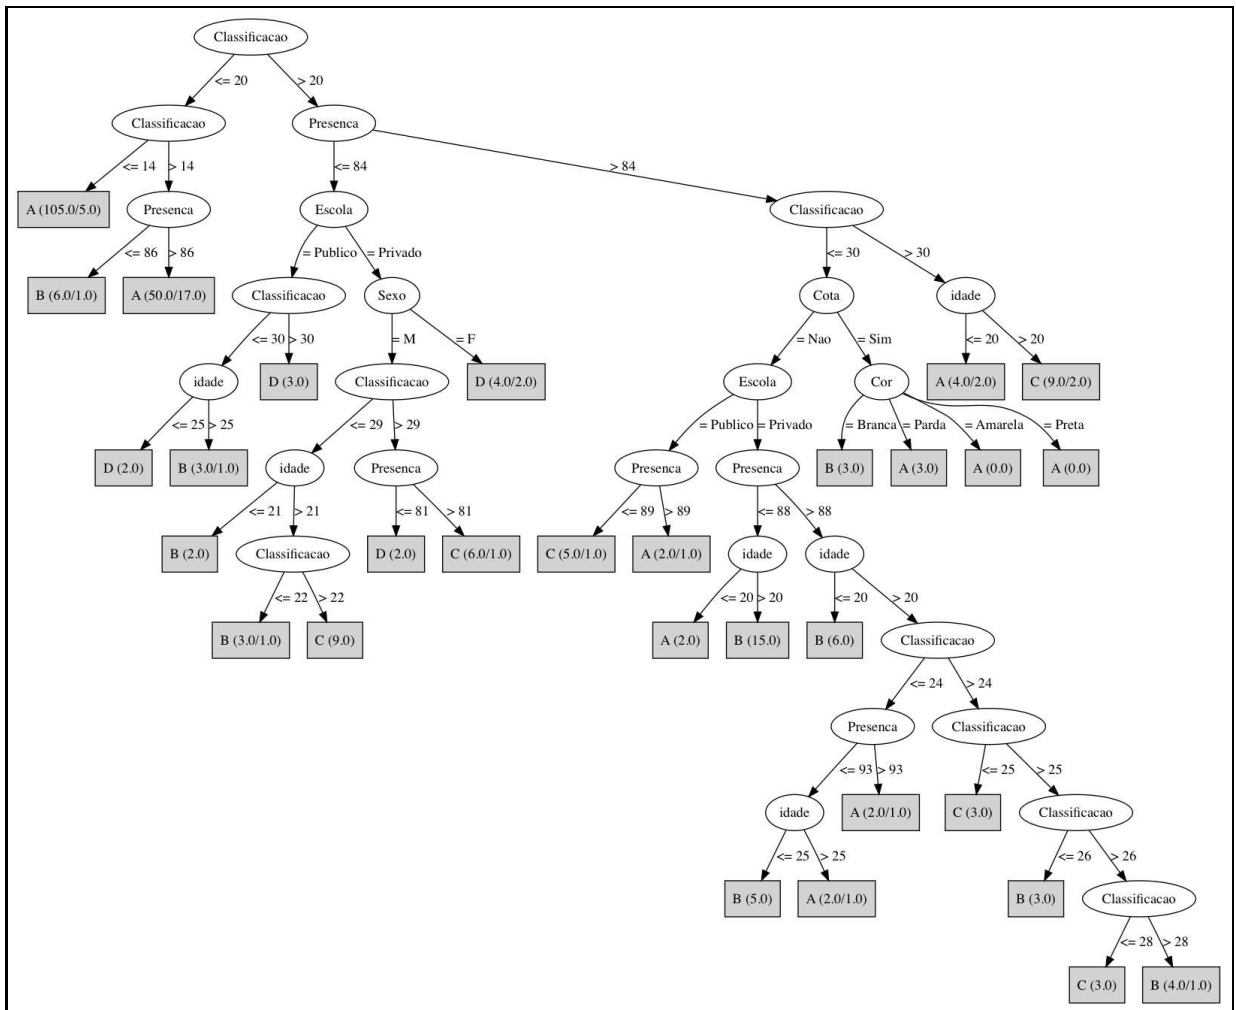 Classificacao
<= 20 > 20
Classificacao Presenca
<= 14 > 14 <= 84 > 84
A (105.0/5.0) Presenca Escola Classificacao
<= 86 > 86 = Publico = Privado <= 30 > 30
B (6.0/1.0) A (50.0/17.0) Classificacao Sexo Cota idade
<= 30 > 30 = M = F = Nao = Sim <= 20 > 20
idade D (3.0) Classificacao D (4.0/2.0) Escola Cor A (4.0/2.0) C (9.0/2.0)
<= 25 > 25 <= 29 > 29 = Publico = Privado = Branca = Parda = Amarela = Preta
D (2.0) B (3.0/1.0) idade Presenca Presenca Presenca B (3.0) A (3.0) A (0.0) A (0.0)
<= 21 > 21 <= 81 > 81 <= 89 > 89 <= 88 > 88
B (2.0) Classificacao D (2.0) C (6.0/1.0) C (5.0/1.0) A (2.0/1.0) idade idade
<= 22 > 22 <= 20 > 20 <= 20 > 20
B (3.0/1.0) C (9.0) A (2.0) B (15.0) B (6.0) Classificacao
<= 24 > 24
Presenca Classificacao
<= 93 > 93 <= 25 > 25
idade A (2.0/1.0) C (3.0) Classificacao
<= 25 > 25 <= 26 > 26
B (5.0) A (2.0/1.0) B (3.0) Classificacao
<= 28 > 28
C (3.0) B (4.0/1.0)